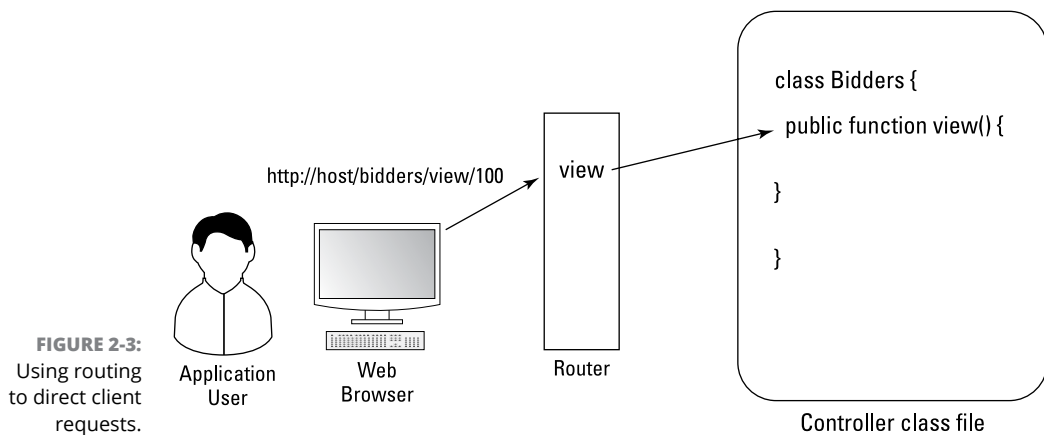 class Bidders {
public function view() {
}
}
http://host/bidders/view/100
view
FIGURE 2-3:
Using routing
to direct client
requests.
Application
User
Web
Browser
Router
Controller class file